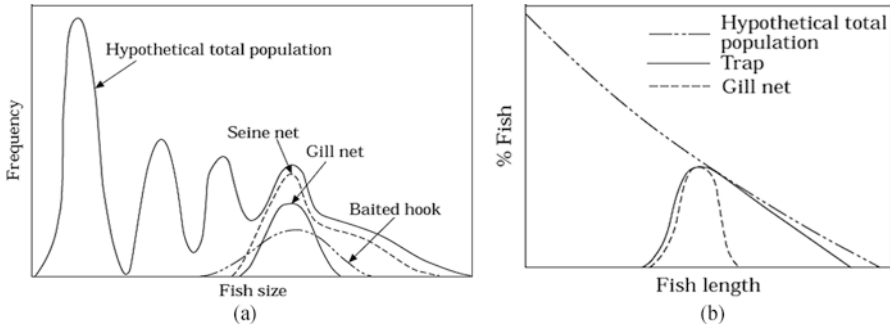 Hypothetical total population
Seine net
Gill net
Baited hook
Frequency
Fish size
(a)
Hypothetical total
population
Trap
Gill net
% Fish
Fish length
(b)